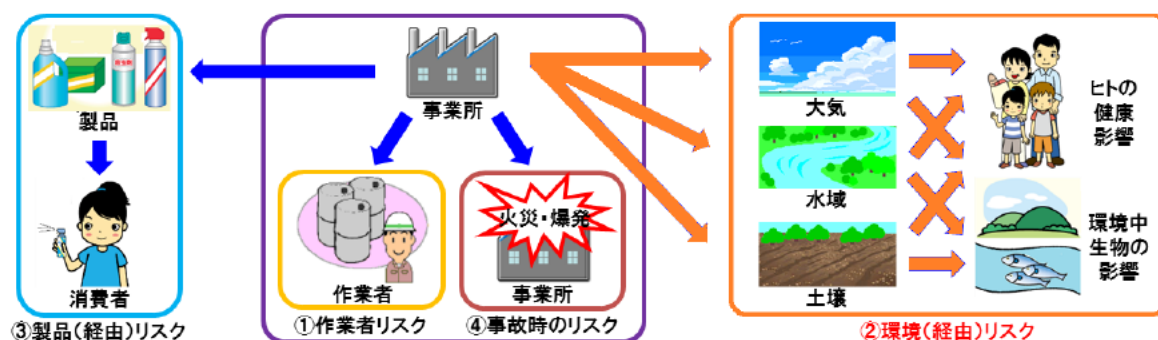 製品
消費者
③製品(経由)リスク
事業所
作業者
①作業者リスク
火災・爆発
事業所
④事故時のリスク
大気
水域
土壌
ヒトの
健康
影響
環境中
生物の
影響
②環境(経由)リスク